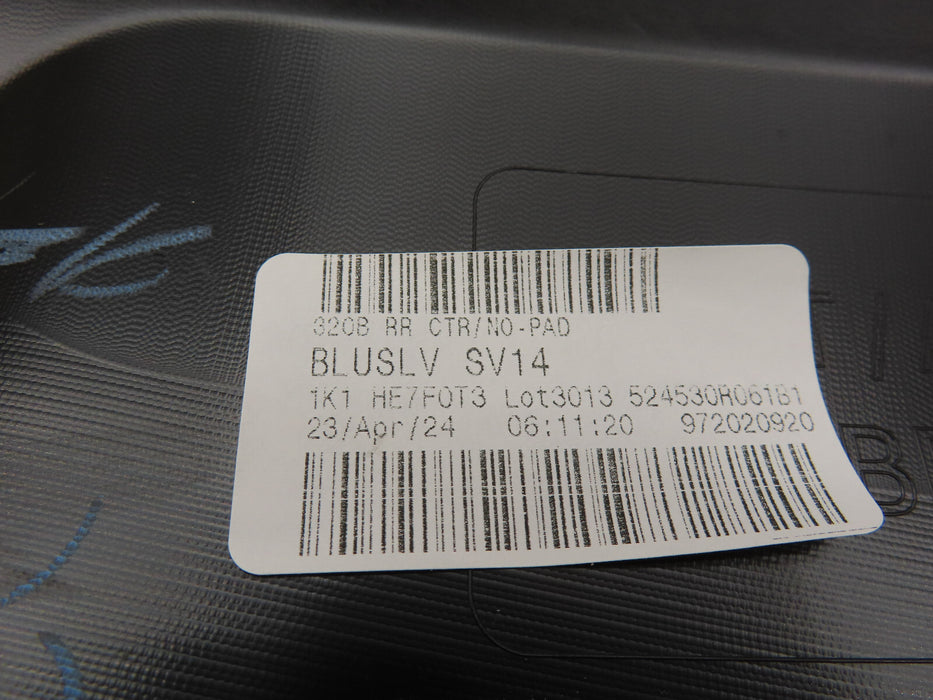 320B RR CTR/NO-PAD
BLUSLV SV14
1K1 HE7F0T3 Lot3013 524530R061B1
23/Apr/24 06:11:20 972020920